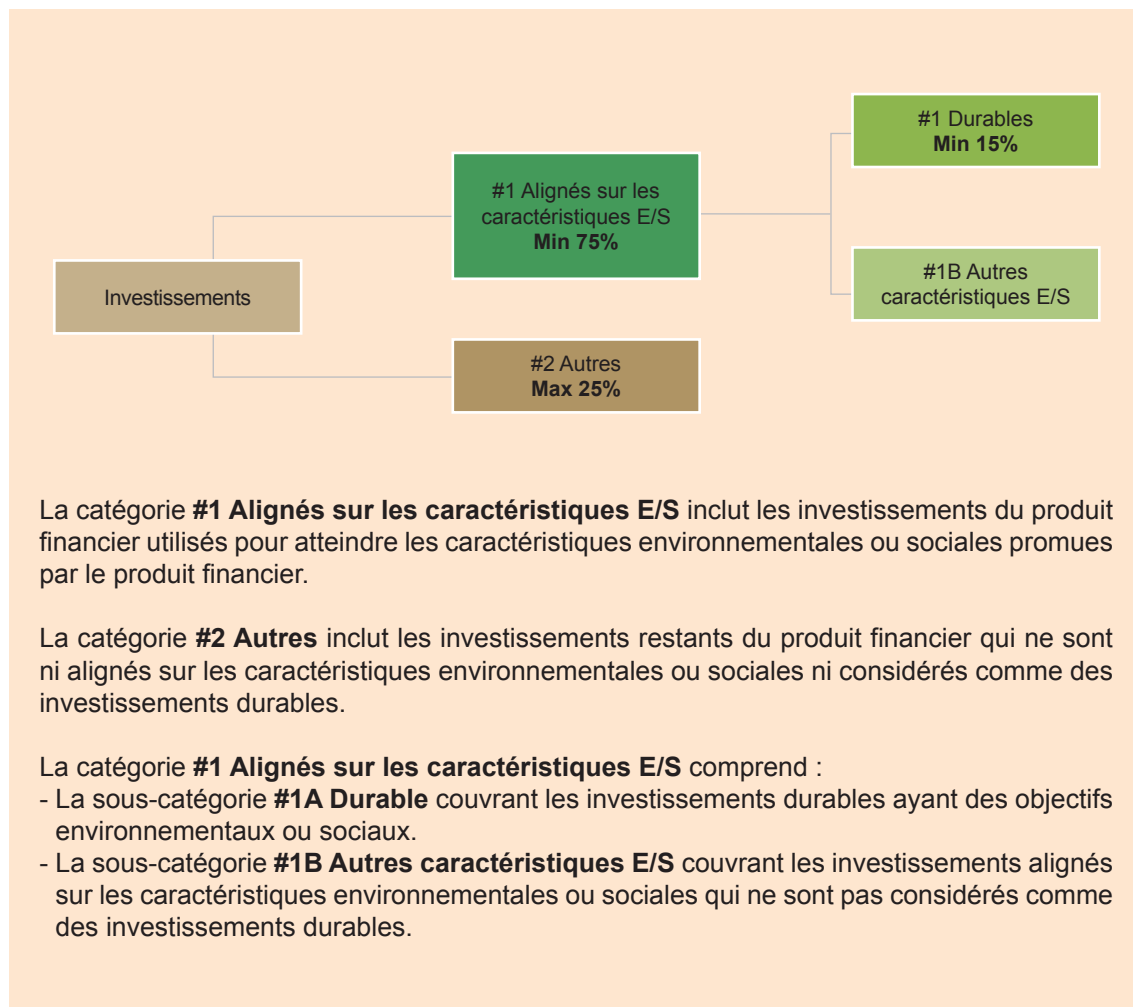 #1 Durables
Min 15%
#1 Alignés sur les
caractéristiques E/S
Min 75%
Investissements
#1B Autres
caractéristiques E/S
#2 Autres
Max 25%
La catégorie #1 Alignés sur les caractéristiques E/S inclut les investissements du produit
financier utilisés pour atteindre les caractéristiques environnementales ou sociales promues
par le produit financier.
La catégorie #2 Autres inclut les investissements restants du produit financier qui ne sont
ni alignés sur les caractéristiques environnementales ou sociales ni considérés comme des
investissements durables.
La catégorie #1 Alignés sur les caractéristiques E/S comprend :
- La sous-catégorie #1A Durable couvrant les investissements durables ayant des objectifs
environnementaux ou sociaux.
- La sous-catégorie #1B Autres caractéristiques E/S couvrant les investissements alignés
sur les caractéristiques environnementales ou sociales qui ne sont pas considérés comme
des investissements durables.